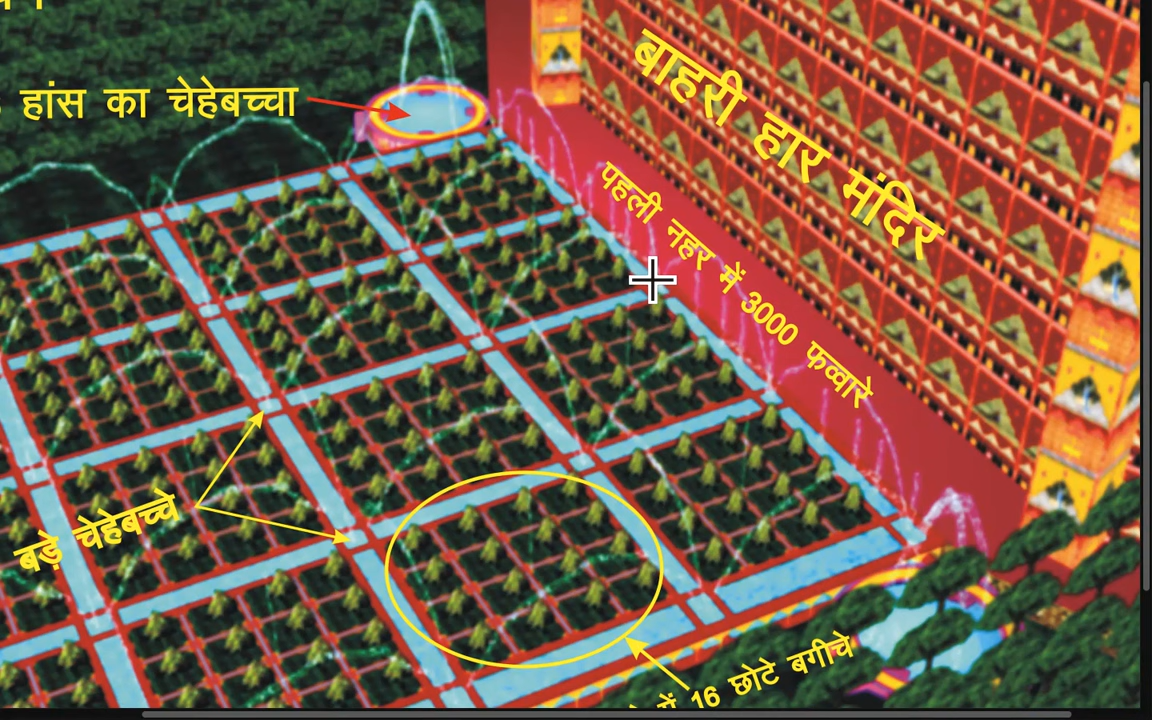 हांस का चेहेबच्चा
बाहरी हार मंदिर
पहली नहर में 3000 फव्वारे
बड़े चेहेबच्चे
में 16 छोटे बगीचे